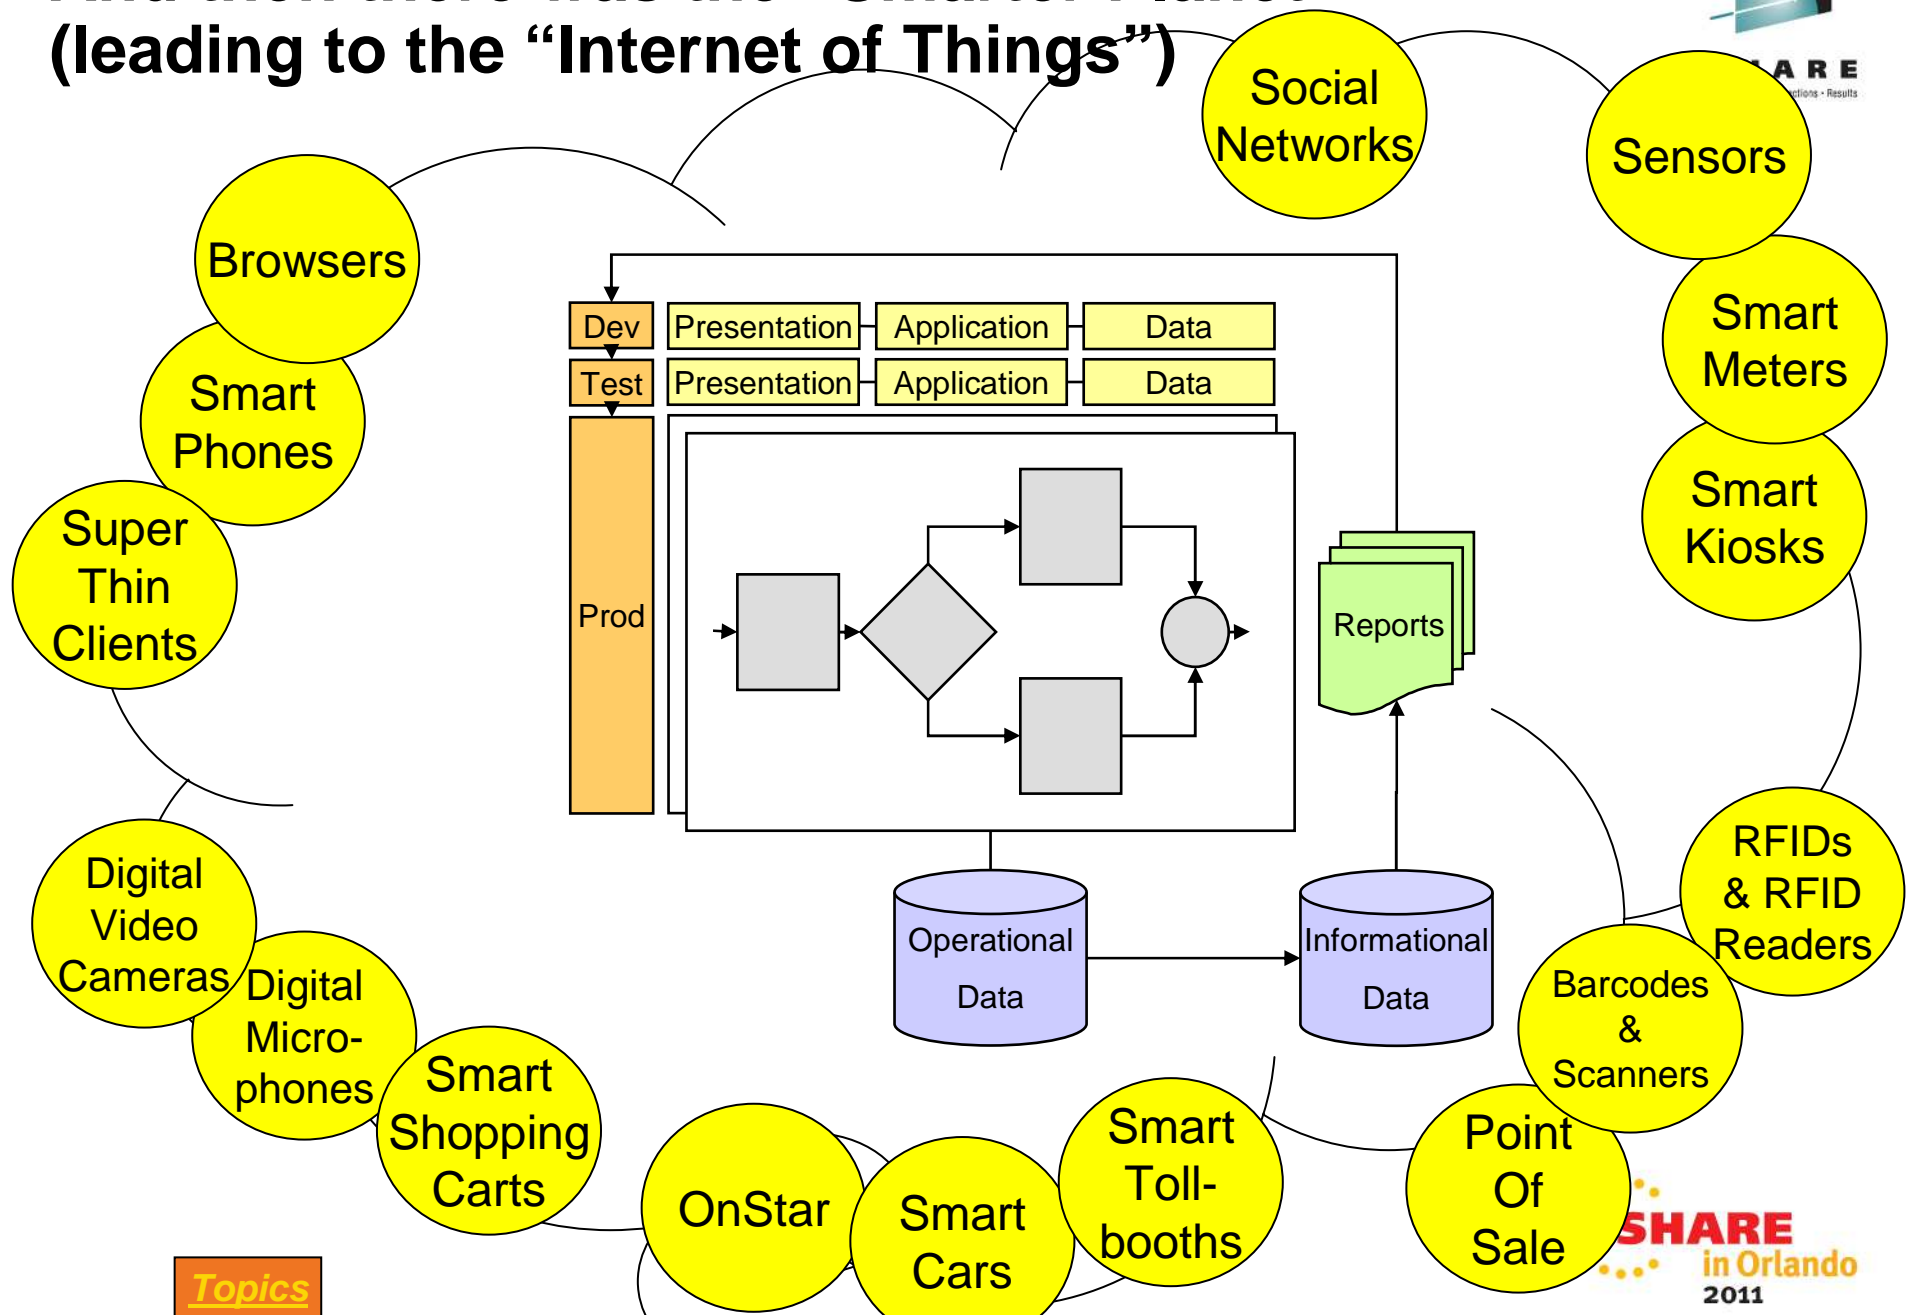 (leading to the “Internet of Things”)
Social
Networks
ARE
ctions • Results
Sensors
Browsers
Smart
Meters
Smart
Phones
Dev
Presentation
Application
Data
Test
Presentation
Application
Data
Smart
Kiosks
Super
Thin
Clients
Prod
Reports
Digital
Video
Cameras
Digital
Micro-
phones
Smart
Shopping
Carts
Operational
Data
Informational
Data
RFIDs
& RFID
Readers
Barcodes
&
Scanners
Point
Of
Sale
Smart
Toll-
booths
OnStar
Smart
Cars
Topics
SHARE
in Orlando
2011